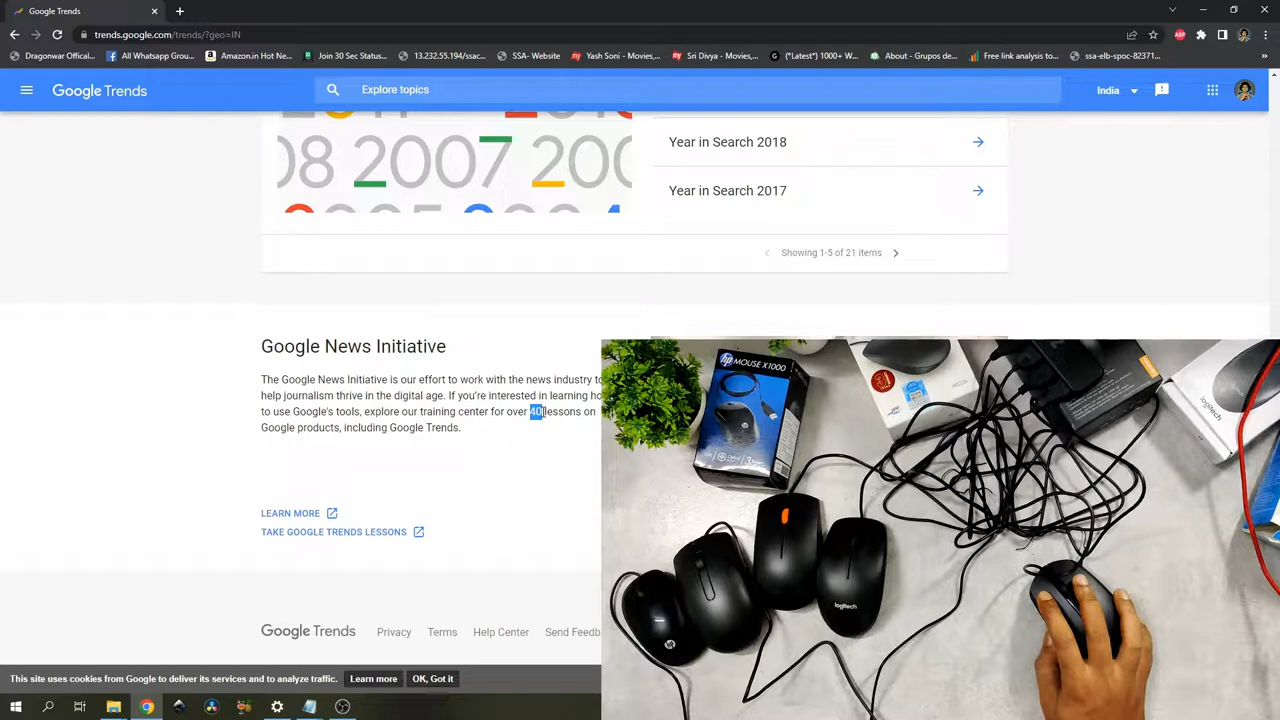 Google Trends
trends.google.com/trends/?geo=IN
Dragonwar Offical...
All Whatsapp Grou...
Amazon.in Hot Ne...
Join 30 Sec Status...
13.232.55.194/ssac...
SSA- Website
Yash Soni - Movies,...
Sri Divya - Movies,...
(*Latest*) 1000+ W...
About - Grupos de...
Free link analysis to...
ssa-elb-spoc-82371...
Google Trends
Explore topics
India
08 2007 200
Year in Search 2018
Year in Search 2017
Showing 1-5 of 21 items
Google News Initiative
The Google News Initiative is our effort to work with the news industry to
help journalism thrive in the digital age. If you're interested in learning ho
to use Google's tools, explore our training center for over 40 lessons on
Google products, including Google Trends.
LEARN MORE
TAKE GOOGLE TRENDS LESSONS
Google Trends
Privacy
Terms
Help Center
Send Feedb
This site uses cookies from Google to deliver its services and to analyze traffic.
Learn more
OK, Got it
hp MOUSE X1000
logitech
hp